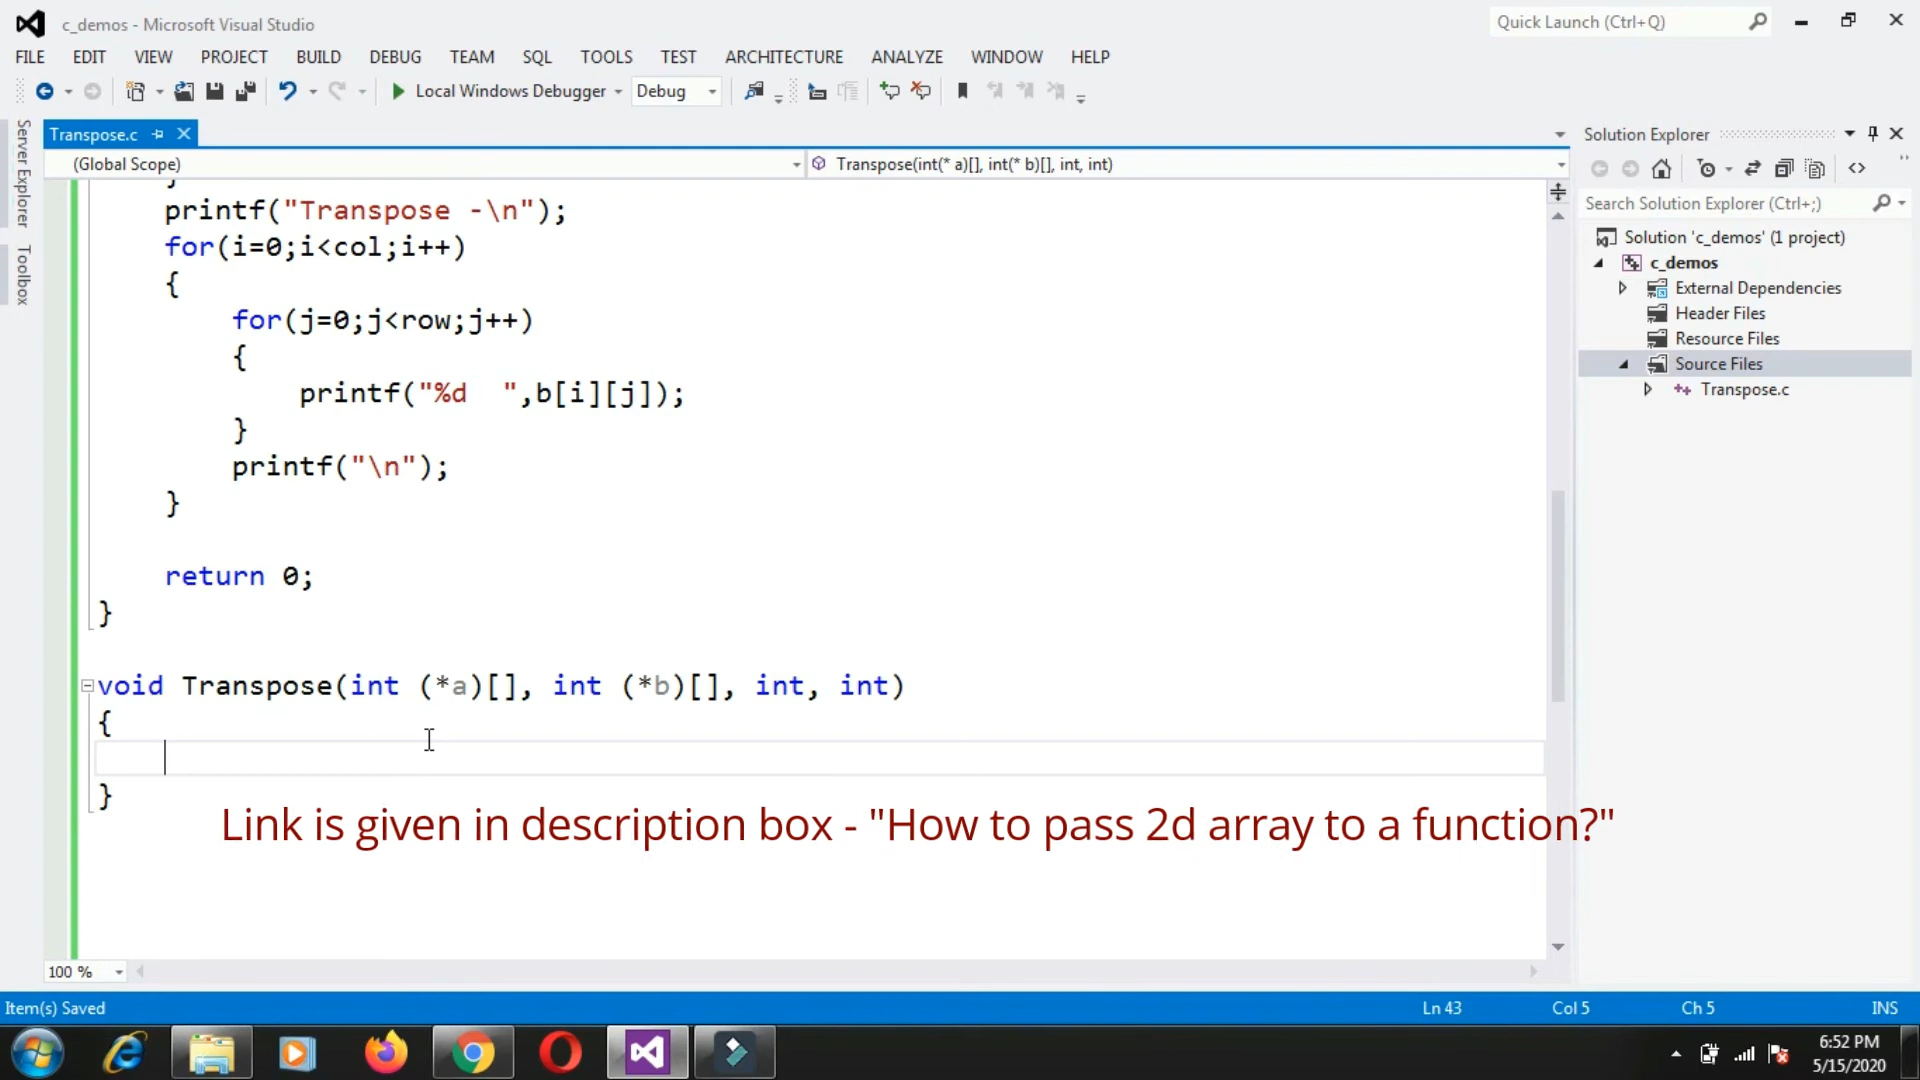 c_demos - Microsoft Visual Studio
Quick Launch (Ctrl+Q)
FILE EDIT VIEW PROJECT BUILD DEBUG TEAM SQL TOOLS TEST ARCHITECTURE ANALYZE WINDOW HELP
Local Windows Debugger Debug
Server Explorer
Toolbox
Transpose.c
(Global Scope) Transpose(int(* a)[], int(* b)[], int, int)
}
printf("Transpose -\n");
for(i=0;i<col;i++)
{
for(j=0;j<row;j++)
{
printf("%d  ",b[i][j]);
}
printf("\n");
}
return 0;
}
void Transpose(int (*a)[], int (*b)[], int, int)
{
}
Link is given in description box - "How to pass 2d array to a function?"
100 %
Solution Explorer
Search Solution Explorer (Ctrl+;)
Solution 'c_demos' (1 project)
c_demos
External Dependencies
Header Files
Resource Files
Source Files
Transpose.c
Item(s) Saved Ln 43 Col 5 Ch 5 INS
6:52 PM
5/15/2020